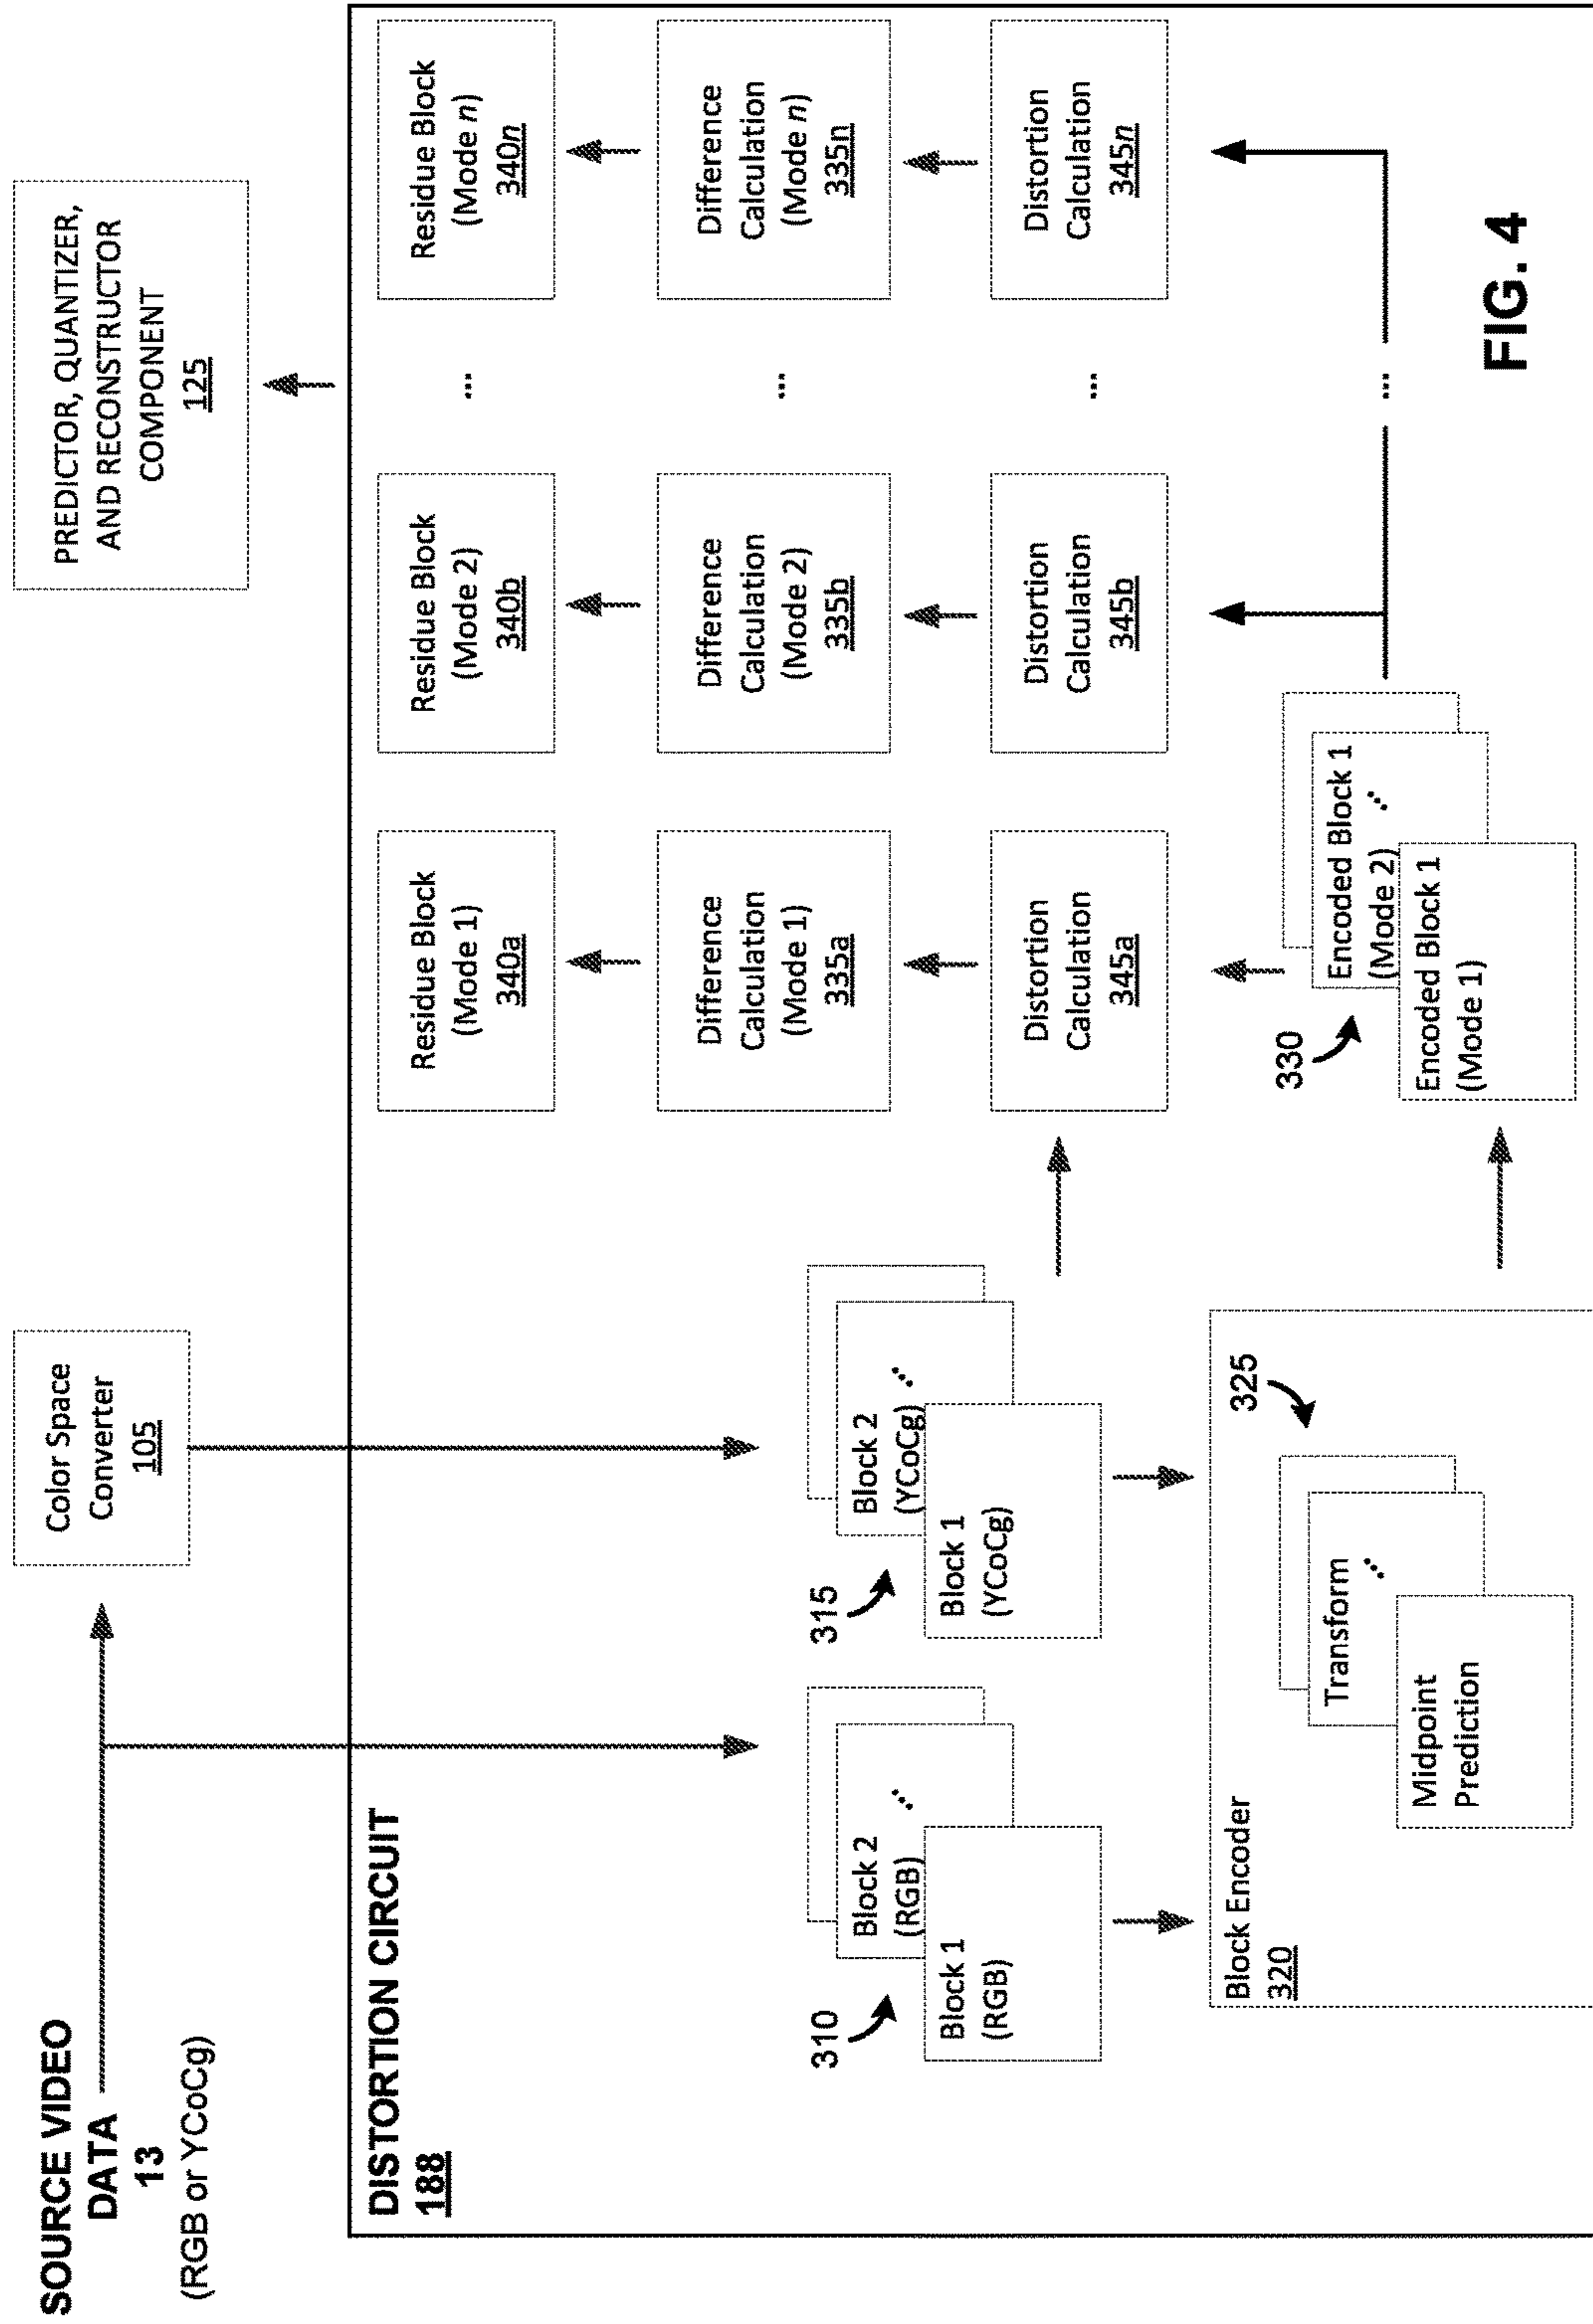 SOURCE VIDEO
DATA
13
(RGB or YCoCg)
Color Space
Converter
105
PREDICTOR, QUANTIZER,
AND RECONSTRUCTOR
COMPONENT
125
DISTORTION CIRCUIT
188
310
Block 2
(RGB)
...
Block 1
(RGB)
315
Block 2
(YCoCg)
...
Block 1
(YCoCg)
Block Encoder
320
325
Transform
...
Midpoint
Prediction
330
Encoded Block 1
(Mode 2)
...
Encoded Block 1
(Mode 1)
Residue Block
(Mode 1)
340a
Residue Block
(Mode 2)
340b
...
Residue Block
(Mode n)
340n
Difference
Calculation
(Mode 1)
335a
Difference
Calculation
(Mode 2)
335b
...
Difference
Calculation
(Mode n)
335n
Distortion
Calculation
345a
Distortion
Calculation
345b
...
Distortion
Calculation
345n
...
FIG. 4